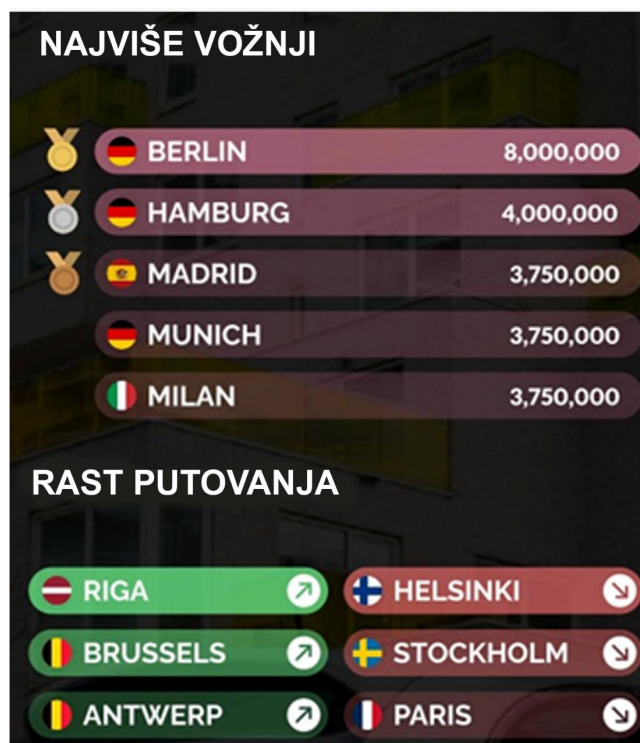 NAJVIŠE VOŽNJI
BERLIN 8,000,000
HAMBURG 4,000,000
MADRID 3,750,000
MUNICH 3,750,000
MILAN 3,750,000
RAST PUTOVANJA
RIGA HELSINKI
BRUSSELS STOCKHOLM
ANTWERP PARIS